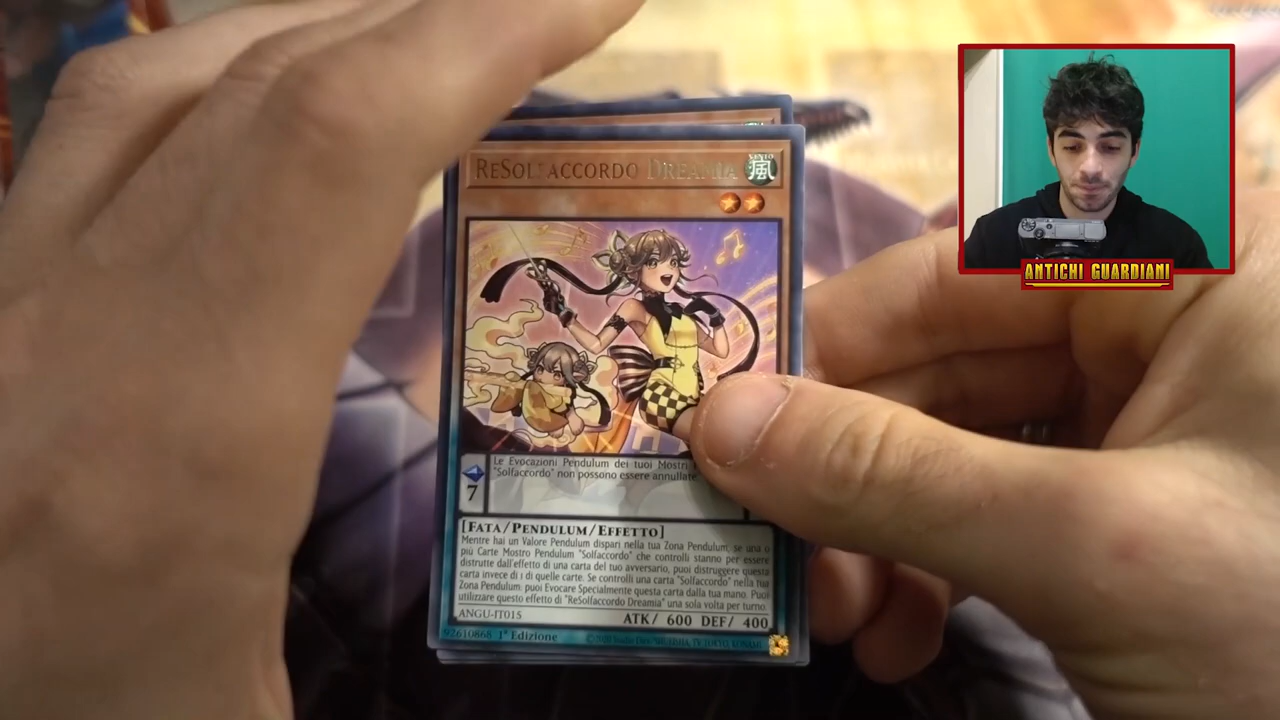 ReSolfaccordo Dreamia
VENTO
風
ANTICHI GUARDIANI
Le Evocazioni Pendulum dei tuoi Mostri
"Solfaccordo" non possono essere annullate
7
[Fata/Pendulum/Effetto]
Mentre hai un Valore Pendulum dispari nella tua Zona Pendulum, se una o
più Carte Mostro Pendulum "Solfaccordo" che controlli stanno per essere
distrutte dall'effetto di una carta del tuo avversario, puoi distruggere questa
carta invece di 1 di quelle carte. Se controlli una carta "Solfaccordo" nella tua
Zona Pendulum: puoi Evocare Specialmente questa carta dalla tua mano. Puoi
utilizzare questo effetto di "ReSolfaccordo Dreamia" una sola volta per turno.
ANGU-IT015
ATK/ 600 DEF/ 400
92610868 1ª Edizione